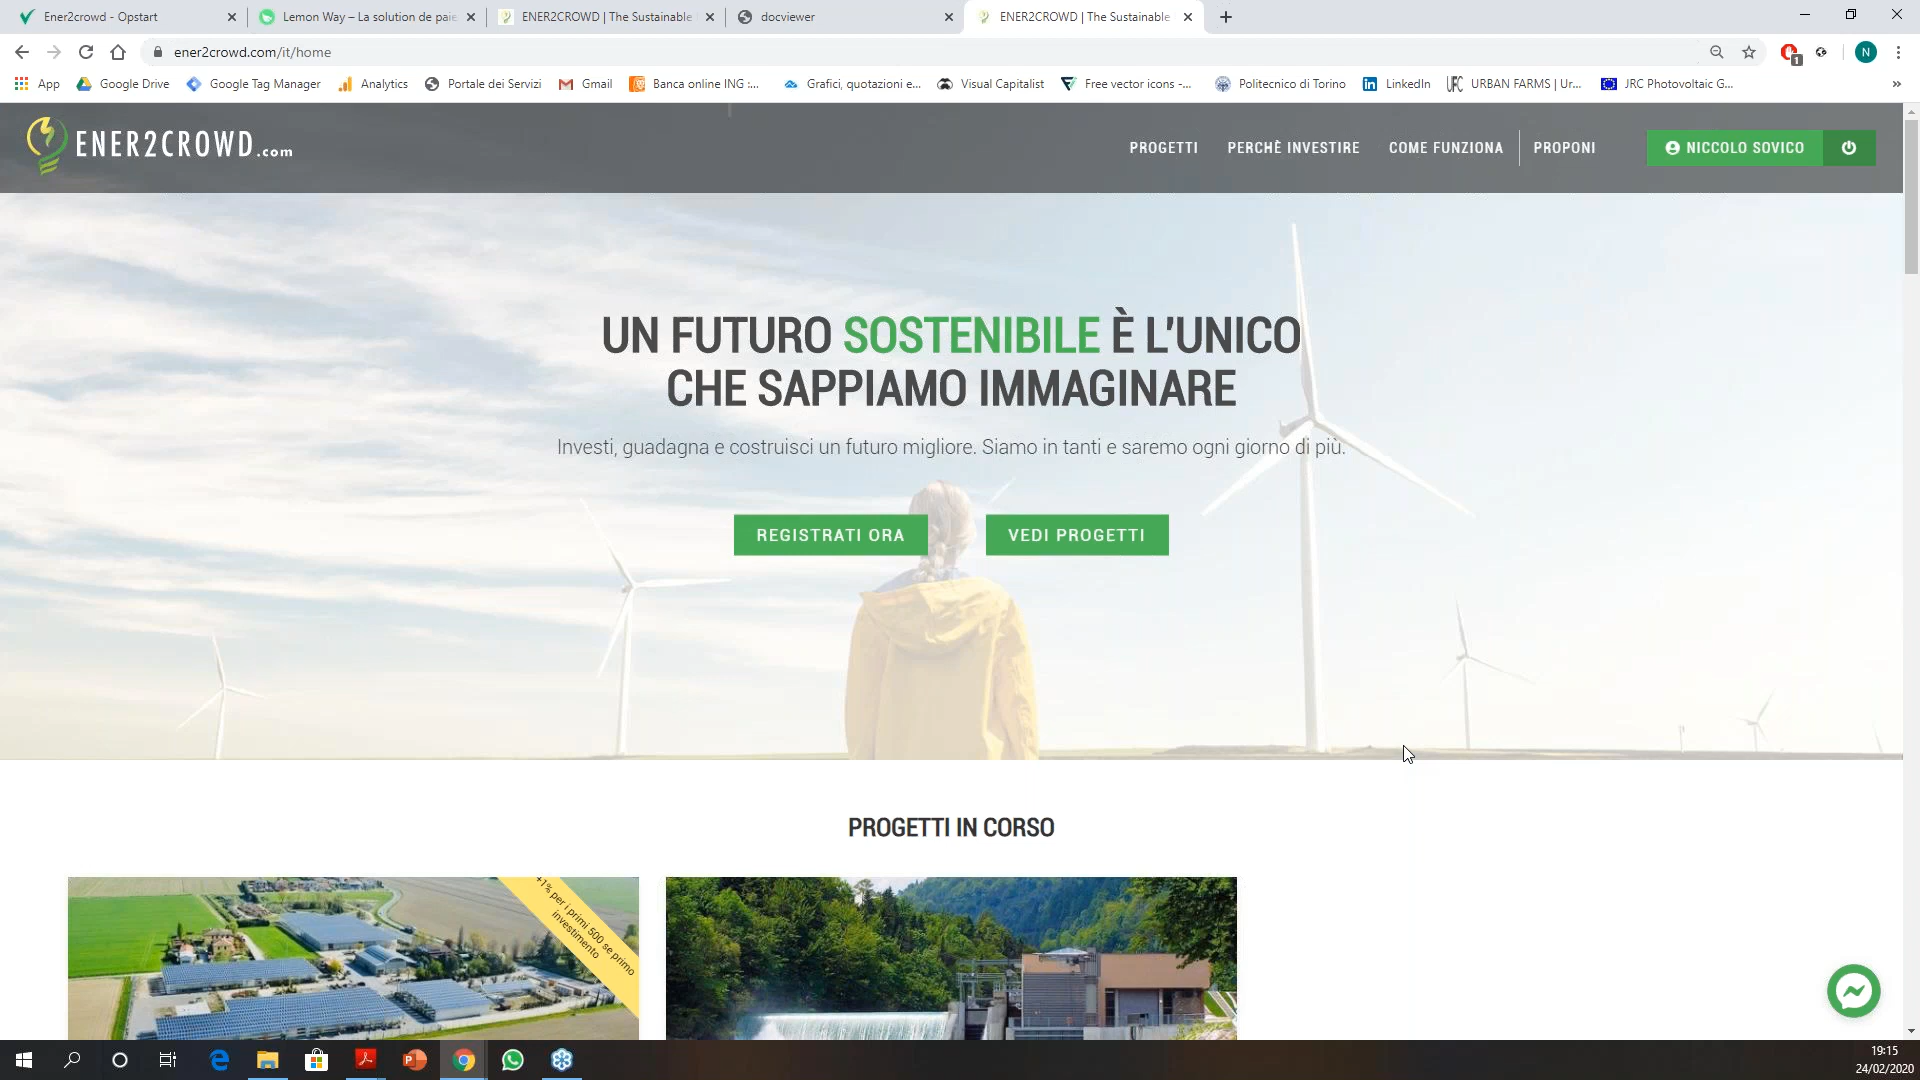 Ener2crowd - Opstart
Lemon Way – La solution de paie
ENER2CROWD | The Sustainable
docviewer
ENER2CROWD | The Sustainable
ener2crowd.com/it/home
1
N
App
Google Drive
Google Tag Manager
Analytics
Portale dei Servizi
Gmail
Banca online ING :...
Grafici, quotazioni e...
Visual Capitalist
Free vector icons -...
Politecnico di Torino
LinkedIn
UFC URBAN FARMS | Ur...
JRC Photovoltaic G...
»
ENER2CROWD.com
PROGETTI
PERCHÈ INVESTIRE
COME FUNZIONA
PROPONI
NICCOLO SOVICO
UN FUTURO SOSTENIBILE È L'UNICO
CHE SAPPIAMO IMMAGINARE
Investi, guadagna e costruisci un futuro migliore. Siamo in tanti e saremo ogni giorno di più.
REGISTRATI ORA
VEDI PROGETTI
PROGETTI IN CORSO
+1% per i primi 500 se primo
investimento
19:15
24/02/2020